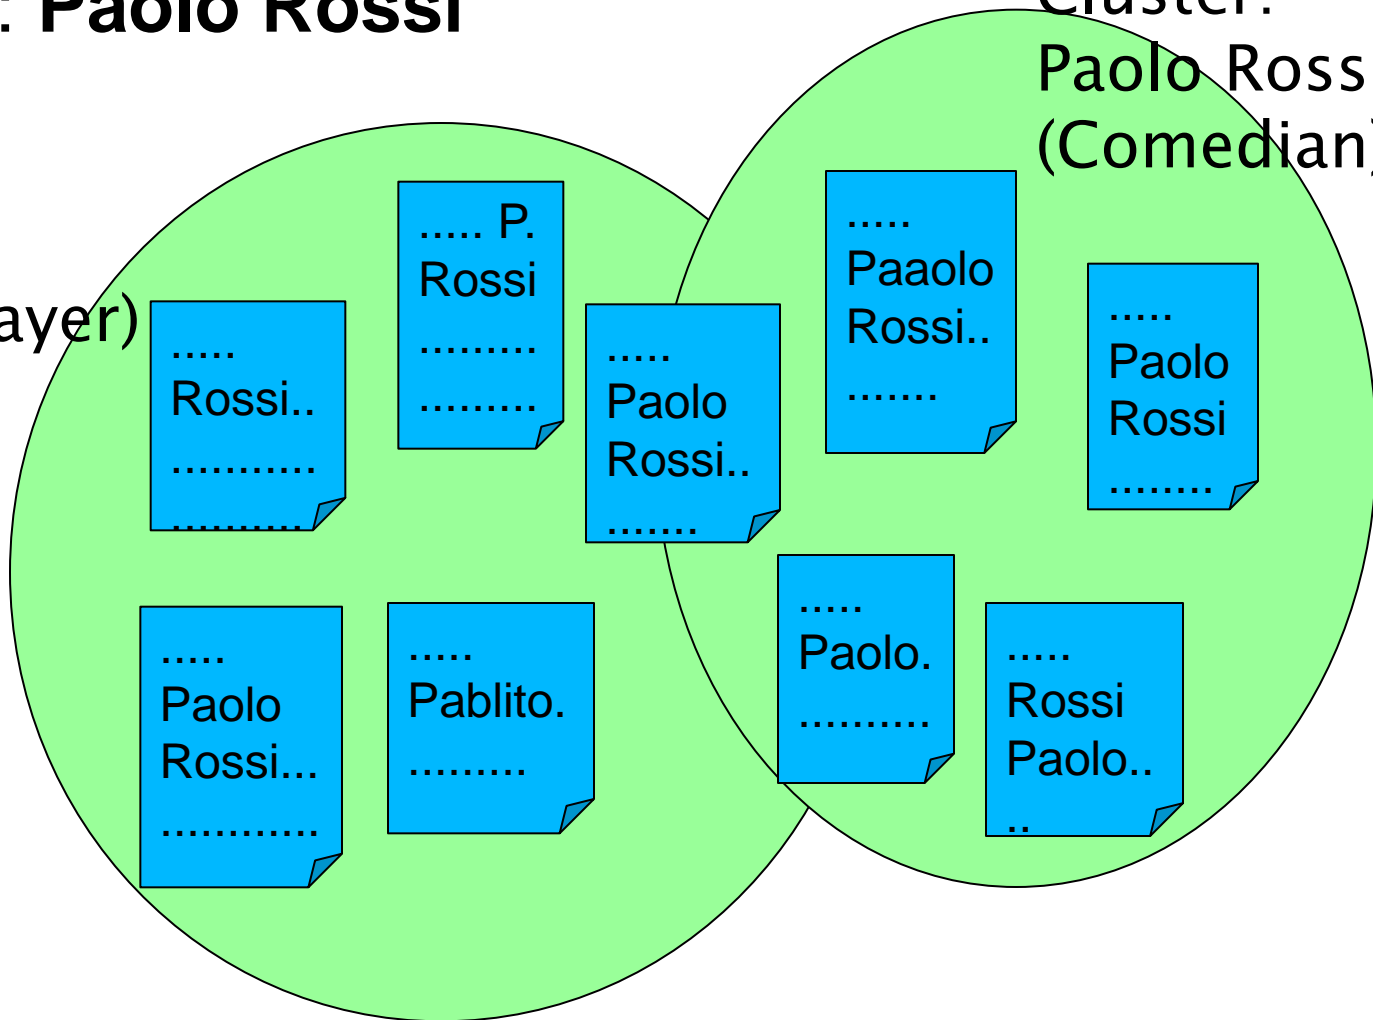 : Paolo Rossi
Cluster:
Paolo Ross
(Comedian)
ayer)
..... P.
Rossi
.........
.........
.....
Rossi..
...........
..........
.....
Paolo
Rossi..
.......
.....
Paaolo
Rossi..
.......
.....
Paolo
Rossi
........
.....
Paolo
Rossi...
............
.....
Pablito.
.........
.....
Paolo.
..........
.....
Rossi
Paolo..
..